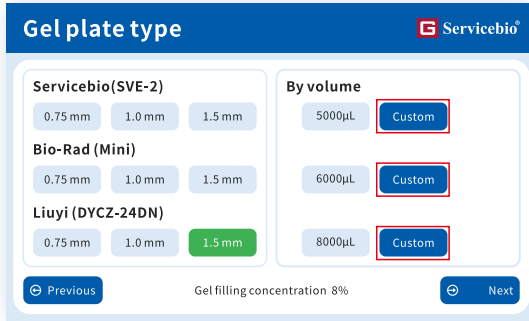 Gel plate type
G Servicebio®
Servicebio(SVE-2)
0.75 mm 1.0 mm 1.5 mm
Bio-Rad (Mini)
0.75 mm 1.0 mm 1.5 mm
Liuyi (DYCZ-24DN)
0.75 mm 1.0 mm 1.5 mm
By volume
5000μL Custom
6000μL Custom
8000μL Custom
Previous
Gel filling concentration 8%
Next